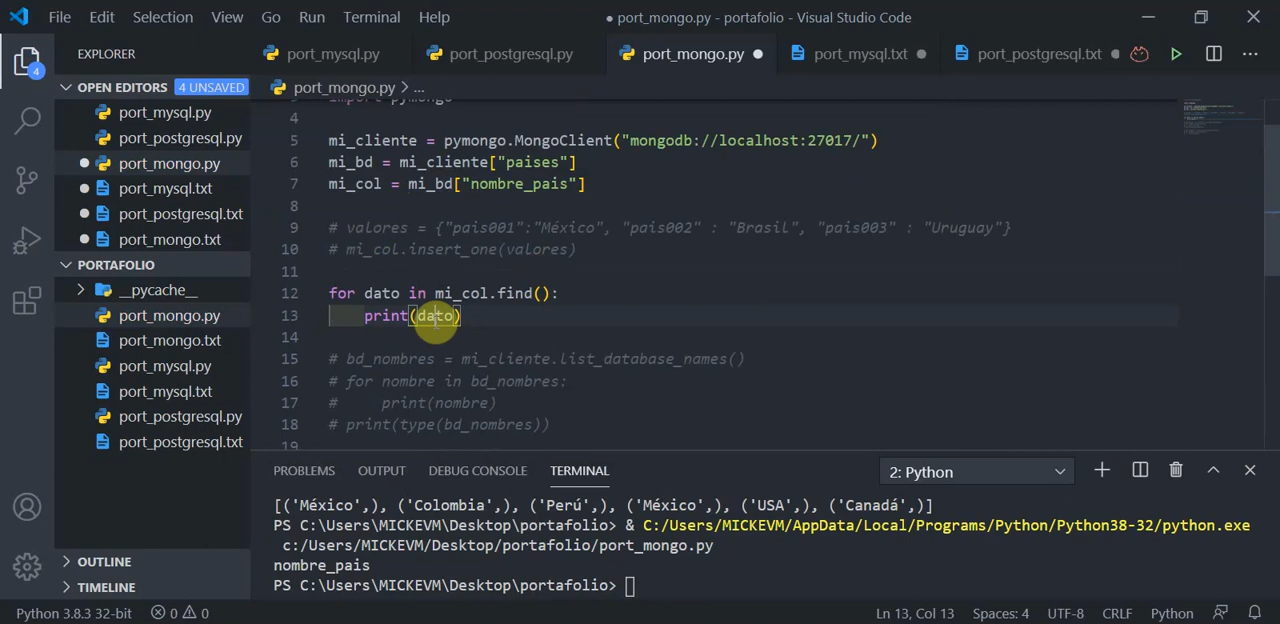 File Edit Selection View Go Run Terminal Help ● port_mongo.py - portafolio - Visual Studio Code
EXPLORER
port_mysql.py port_postgresql.py port_mongo.py port_mysql.txt port_postgresql.txt
OPEN EDITORS 4 UNSAVED
port_mongo.py > ...
4
port_mysql.py
port_postgresql.py
port_mongo.py
port_mysql.txt
port_postgresql.txt
port_mongo.txt
PORTAFOLIO
__pycache__
port_mongo.py
port_mongo.txt
port_mysql.py
port_mysql.txt
port_postgresql.py
port_postgresql.txt
OUTLINE
TIMELINE
3 import pymongo
4
5 mi_cliente = pymongo.MongoClient("mongodb://localhost:27017/")
6 mi_bd = mi_cliente["paises"]
7 mi_col = mi_bd["nombre_pais"]
8
9 # valores = {"pais001":"México", "pais002" : "Brasil", "pais003" : "Uruguay"}
10 # mi_col.insert_one(valores)
11
12 for dato in mi_col.find():
13 print(dato)
14
15 # bd_nombres = mi_cliente.list_database_names()
16 # for nombre in bd_nombres:
17 #     print(nombre)
18 # print(type(bd_nombres))
19
PROBLEMS OUTPUT DEBUG CONSOLE TERMINAL 2: Python
[('México',), ('Colombia',), ('Perú',), ('México',), ('USA',), ('Canadá',)]
PS C:\Users\MICKEVM\Desktop\portafolio> & C:/Users/MICKEVM/AppData/Local/Programs/Python/Python38-32/python.exe
c:/Users/MICKEVM/Desktop/portafolio/port_mongo.py
nombre_pais
PS C:\Users\MICKEVM\Desktop\portafolio>
Python 3.8.3 32-bit 0 0 Ln 13, Col 13 Spaces: 4 UTF-8 CRLF Python